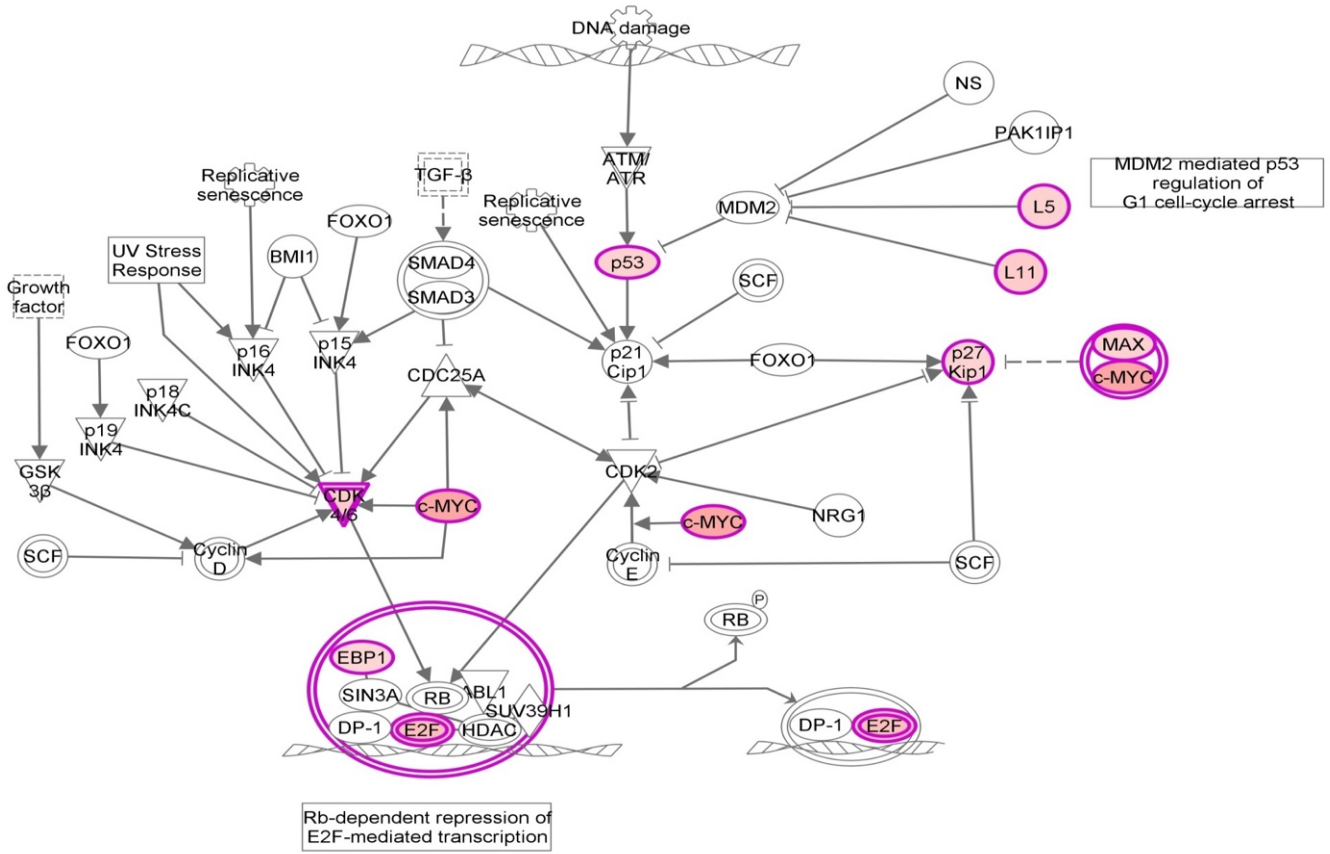 DNA damage
NS
PAK1IP1
ATM/
ATR
MDM2 mediated p53
regulation of
G1 cell-cycle arrest
Replicative
senescence
TGF-β
Replicative
senescence
MDM2
L5
FOXO1
UV Stress
Response
BMI1
SMAD4
SMAD3
p53
L11
SCF
Growth
factor
FOXO1
p16
INK4
p15
INK4
CDC25A
p21
Cip1
FOXO1
p27
Kip1
MAX
c-MYC
p18
INK4C
p19
INK4
GSK
3β
CDK
4/6
c-MYC
CDK2
c-MYC
NRG1
SCF
Cyclin
D
Cyclin
E
SCF
RB
P
EBP1
SIN3A
RB
ABL1
SUV39H1
DP-1
E2F
HDAC
DP-1
E2F
Rb-dependent repression of
E2F-mediated transcription